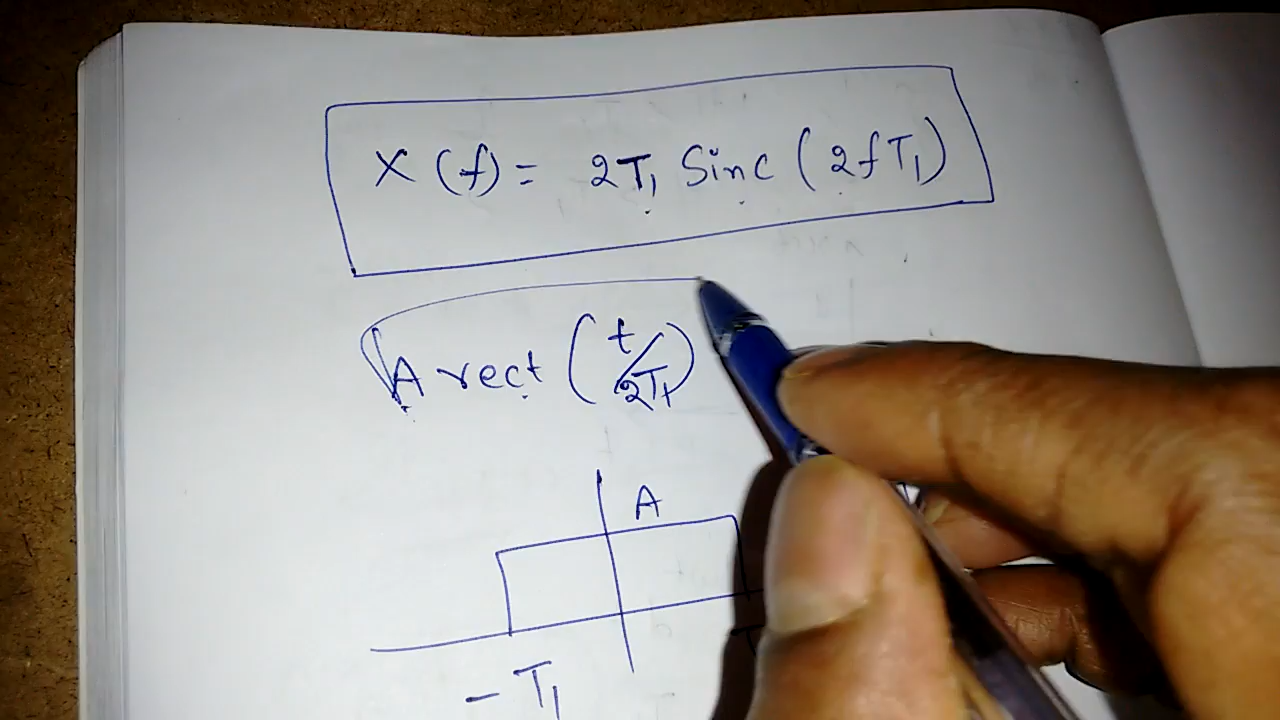 X (f) = 2T₁ Sinc (2fT₁)
A rect (t/2T₁)
A
- T₁